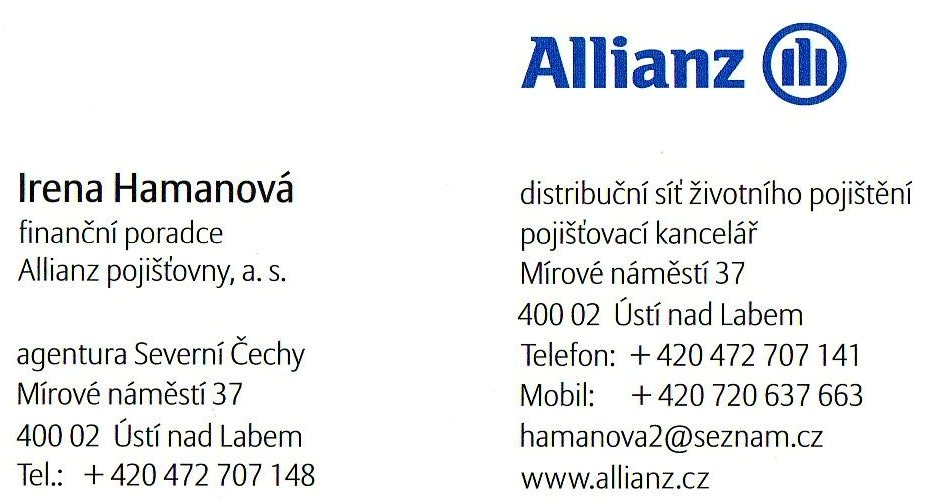 Allianz
Irena Hamanová
finanční poradce
Allianz pojišťovny, a. s.
agentura Severní Čechy
Mírové náměstí 37
400 02 Ústí nad Labem
Tel.: + 420 472 707 148
distribuční síť životního pojištění
pojišťovací kancelář
Mírové náměstí 37
400 02 Ústí nad Labem
Telefon: + 420 472 707 141
Mobil: + 420 720 637 663
hamanova2@seznam.cz
www.allianz.cz